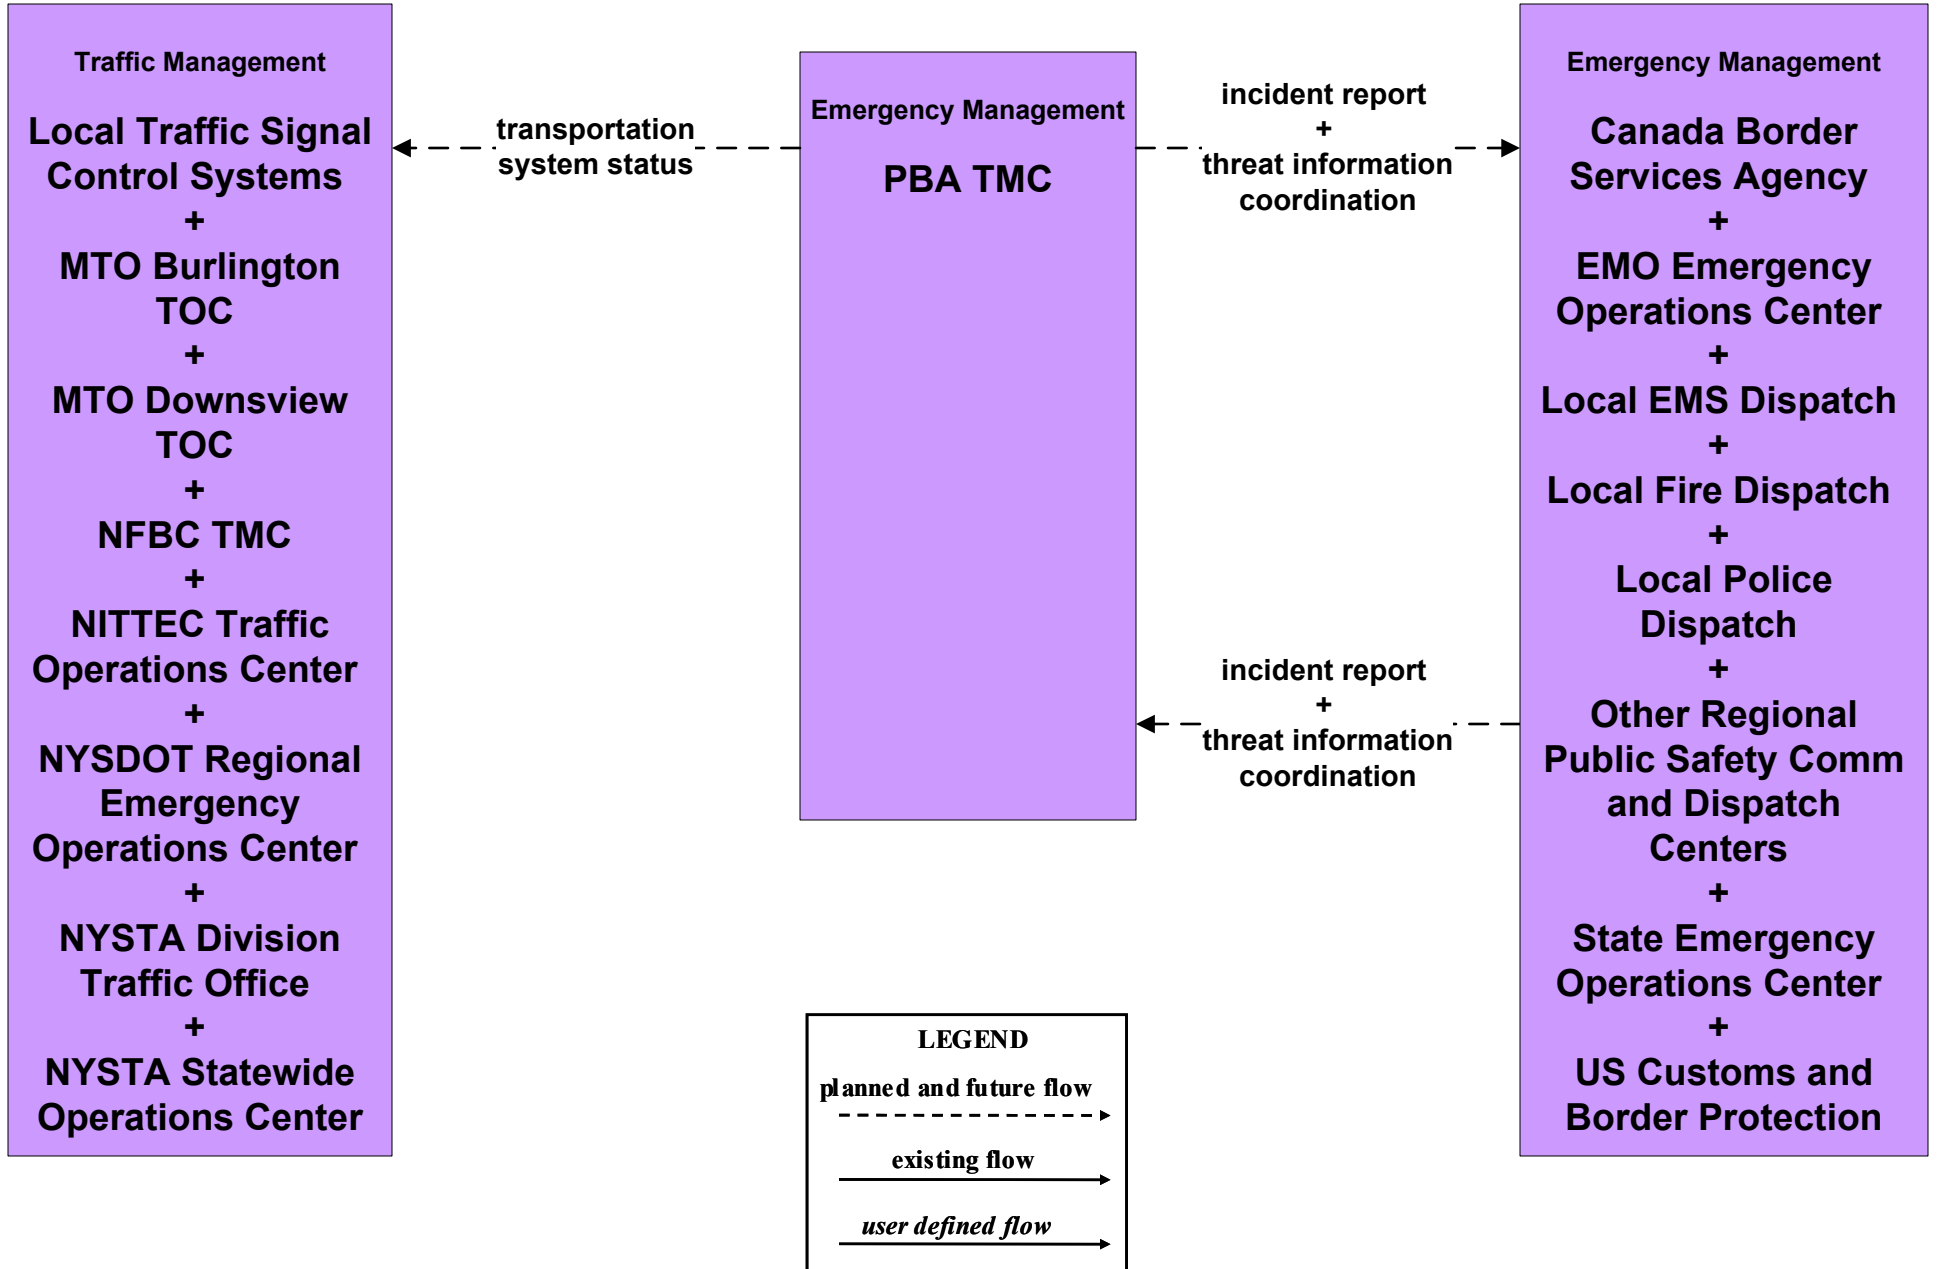 Traffic Management
Local Traffic Signal
Control Systems
+
MTO Burlington
TOC
+
MTO Downsview
TOC
+
NFBC TMC
+
NITTEC Traffic
Operations Center
+
NYSDOT Regional
Emergency
Operations Center
+
NYSTA Division
Traffic Office
+
NYSTA Statewide
Operations Center
transportation
system status
Emergency Management
PBA TMC
incident report
+
threat information
coordination
incident report
+
threat information
coordination
Emergency Management
Canada Border
Services Agency
+
EMO Emergency
Operations Center
+
Local EMS Dispatch
+
Local Fire Dispatch
+
Local Police
Dispatch
+
Other Regional
Public Safety Comm
and Dispatch
Centers
+
State Emergency
Operations Center
+
US Customs and
Border Protection
LEGEND
planned and future flow
existing flow
user defined flow